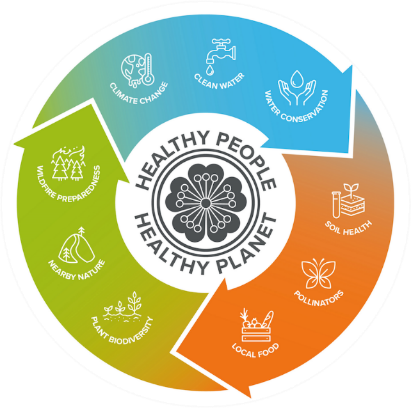 HEALTHY PEOPLE
HEALTHY PLANET
CLIMATE CHANGE
CLEAN WATER
WATER CONSERVATION
SOIL HEALTH
POLLINATORS
LOCAL FOOD
PLANT BIODIVERSITY
NEARBY NATURE
WILDFIRE PREPAREDNESS